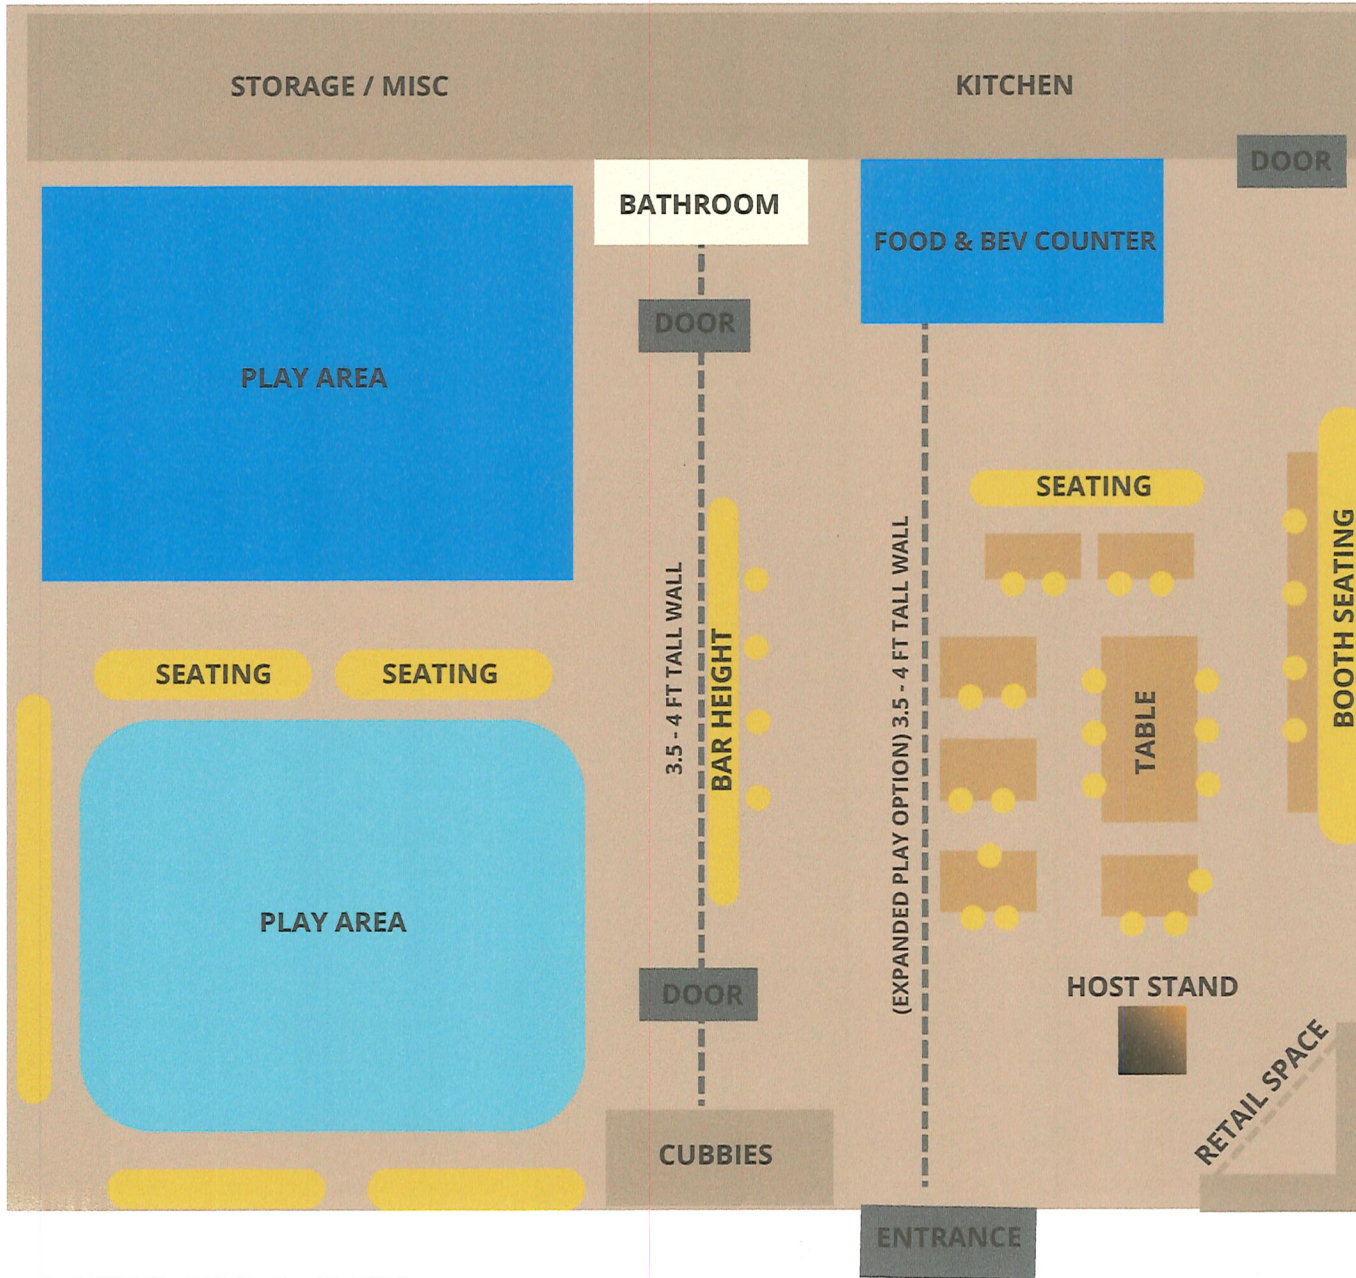 STORAGE / MISC
KITCHEN
DOOR
BATHROOM
FOOD & BEV COUNTER
DOOR
PLAY AREA
SEATING
3.5 - 4 FT TALL WALL
BAR HEIGHT
(EXPANDED PLAY OPTION) 3.5 - 4 FT TALL WALL
BOOTH SEATING
SEATING
SEATING
TABLE
PLAY AREA
DOOR
HOST STAND
RETAIL SPACE
CUBBIES
ENTRANCE